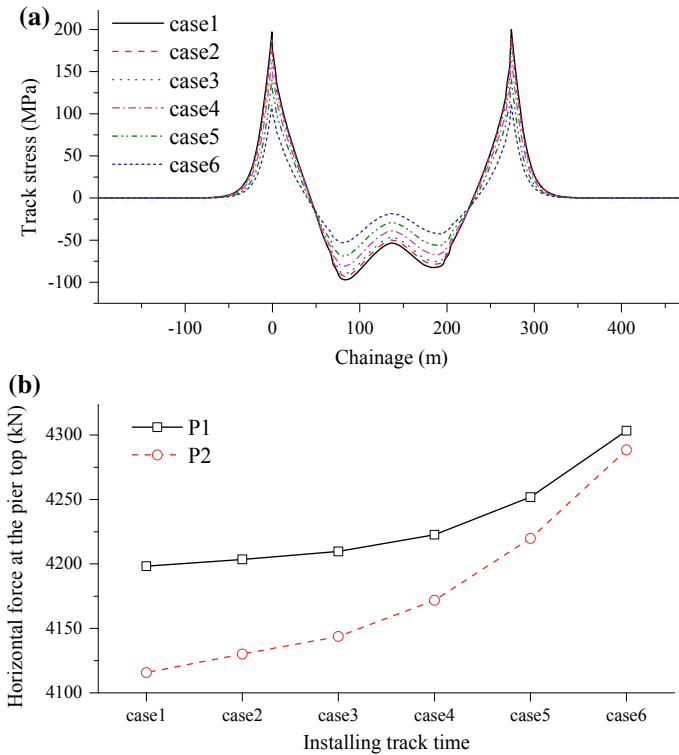 (a)
200
150
100
50
0
-50
-100
Track stress (MPa)
case1
case2
case3
case4
case5
case6
-100
0
100
200
300
400
Chainage (m)
(b)
4300
4250
4200
4150
4100
Horizontal force at the pier top (kN)
P1
P2
case1
case2
case3
case4
case5
case6
Installing track time